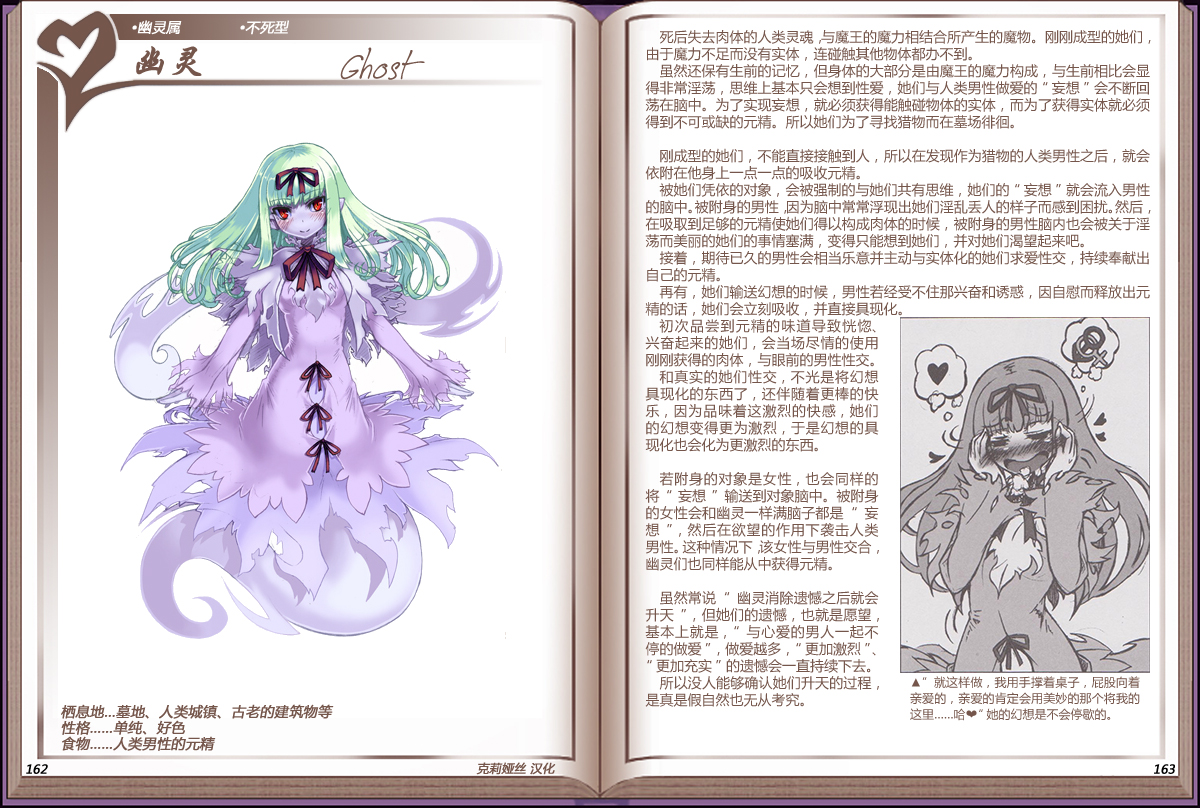 •幽灵属 •不死型
幽灵 Ghost
栖息地...墓地、人类城镇、古老的建筑物等
性格......单纯、好色
食物......人类男性的元精
162
克莉娅丝 汉化
死后失去肉体的人类灵魂,与魔王的魔力相结合所产生的魔物。刚刚成型的她们，
由于魔力不足而没有实体，连碰触其他物体都办不到。
虽然还保有生前的记忆，但身体的大部分是由魔王的魔力构成，与生前相比会显
得非常淫荡，思维上基本只会想到性爱，她们与人类男性做爱的＂妄想＂会不断回
荡在脑中。为了实现妄想，就必须获得能触碰物体的实体，而为了获得实体就必须
得到不可或缺的元精。所以她们为了寻找猎物而在墓场徘徊。
刚成型的她们，不能直接接触到人，所以在发现作为猎物的人类男性之后，就会
依附在他身上一点一点的吸收元精。
被她们凭依的对象，会被强制的与她们共有思维，她们的＂妄想＂就会流入男性
的脑中。被附身的男性,因为脑中常常浮现出她们淫乱丢人的样子而感到困扰。然后，
在吸取到足够的元精使她们得以构成肉体的时候，被附身的男性脑内也会被关于淫
荡而美丽的她们的事情塞满，变得只能想到她们，并对她们渴望起来吧。
接着，期待已久的男性会相当乐意并主动与实体化的她们求爱性交，持续奉献出
自己的元精。
再有，她们输送幻想的时候，男性若经受不住那兴奋和诱惑，因自慰而释放出元
精的话，她们会立刻吸收，并直接具现化。
初次品尝到元精的味道导致恍惚、
兴奋起来的她们，会当场尽情的使用
刚刚获得的肉体，与眼前的男性性交。
和真实的她们性交，不光是将幻想
具现化的东西了，还伴随着更棒的快
乐，因为品味着这激烈的快感，她们
的幻想变得更为激烈，于是幻想的具
现化也会化为更激烈的东西。
若附身的对象是女性，也会同样的
将＂妄想＂输送到对象脑中。被附身
的女性会和幽灵一样满脑子都是＂妄
想＂，然后在欲望的作用下袭击人类
男性。这种情况下,该女性与男性交合，
幽灵们也同样能从中获得元精。
虽然常说＂幽灵消除遗憾之后就会
升天＂，但她们的遗憾，也就是愿望，
基本上就是，＂与心爱的男人一起不
停的做爱＂，做爱越多，＂更加激烈＂、
＂更加充实＂的遗憾会一直持续下去。
所以没人能够确认她们升天的过程，
是真是假自然也无从考究。
▲＂就这样做，我用手撑着桌子，屁股向着
亲爱的，亲爱的肯定会用美妙的那个将我的
这里......哈❤＂她的幻想是不会停歇的。
163